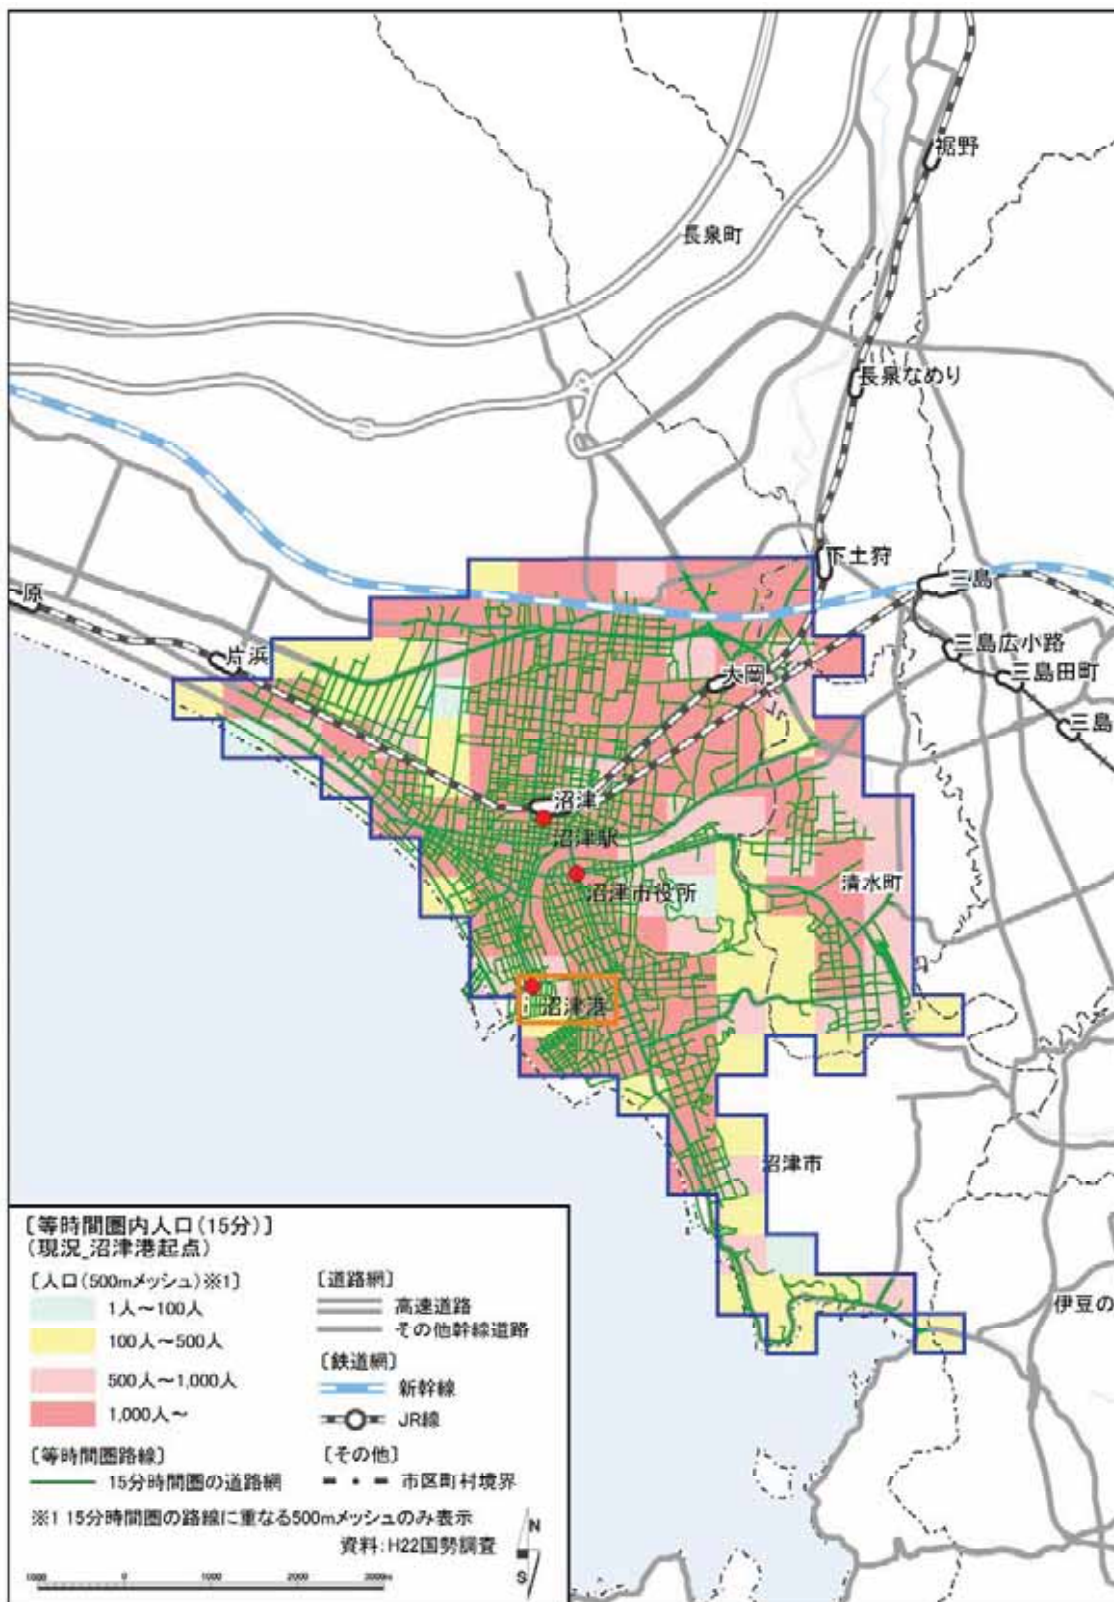 裾野
長泉町
長泉なめり
下土狩
三島
原
片浜
三島広小路
大岡
三島田町
三島
沼津
沼津駅
清水町
沼津市役所
沼津港
沼津市
伊豆の
〔等時間圏内人口(15分)〕
(現況_沼津港起点)
〔人口(500mメッシュ)※1〕
1人～100人
100人～500人
500人～1,000人
1,000人～
〔等時間圏路線〕
15分時間圏の道路網
〔道路網〕
高速道路
その他幹線道路
〔鉄道網〕
新幹線
JR線
〔その他〕
市区町村境界
※1 15分時間圏の路線に重なる500mメッシュのみ表示
資料:H22国勢調査
N
S
1000 0 1000 2000 3000m